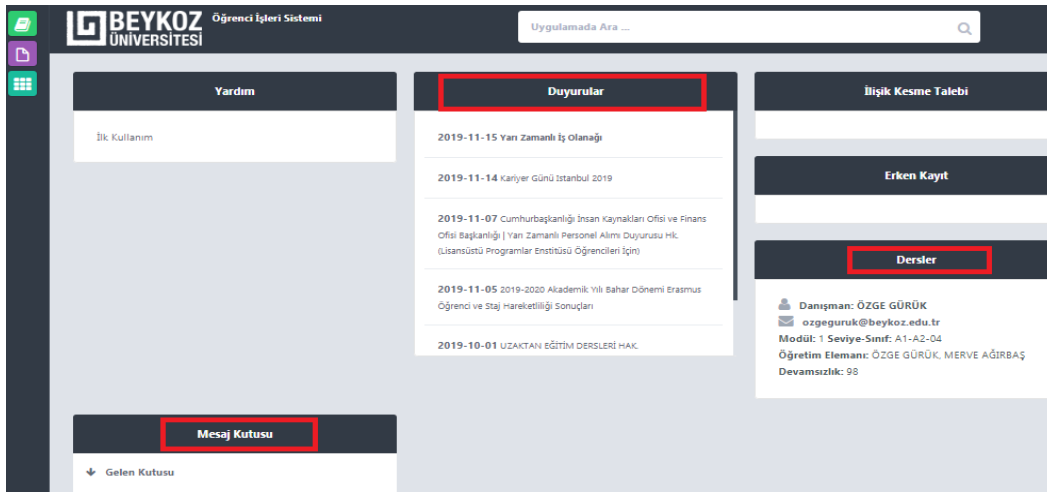 BEYKOZ
ÜNİVERSİTESİ
Öğrenci İşleri Sistemi
Uygulamada Ara ...
Yardım
İlk Kullanım
Duyurular
2019-11-15 Yarı Zamanlı İş Olanağı
2019-11-14 Kariyer Günü Istanbul 2019
2019-11-07 Cumhurbaşkanlığı İnsan Kaynakları Ofisi ve Finans
Ofisi Başkanlığı | Yarı Zamanlı Personel Alımı Duyurusu Hk.
(Lisansüstü Programlar Enstitüsü Öğrencileri İçin)
2019-11-05 2019-2020 Akademik Yılı Bahar Dönemi Erasmus
Öğrenci ve Staj Hareketliliği Sonuçları
2019-10-01 UZAKTAN EĞİTİM DERSLERİ HAK.
İlişik Kesme Talebi
Erken Kayıt
Dersler
Danışman: ÖZGE GÜRÜK
ozgeguruk@beykoz.edu.tr
Modül: 1 Seviye-Sınıf: A1-A2-04
Öğretim Elemanı: ÖZGE GÜRÜK, MERVE AĞIRBAŞ
Devamsızlık: 98
Mesaj Kutusu
Gelen Kutusu